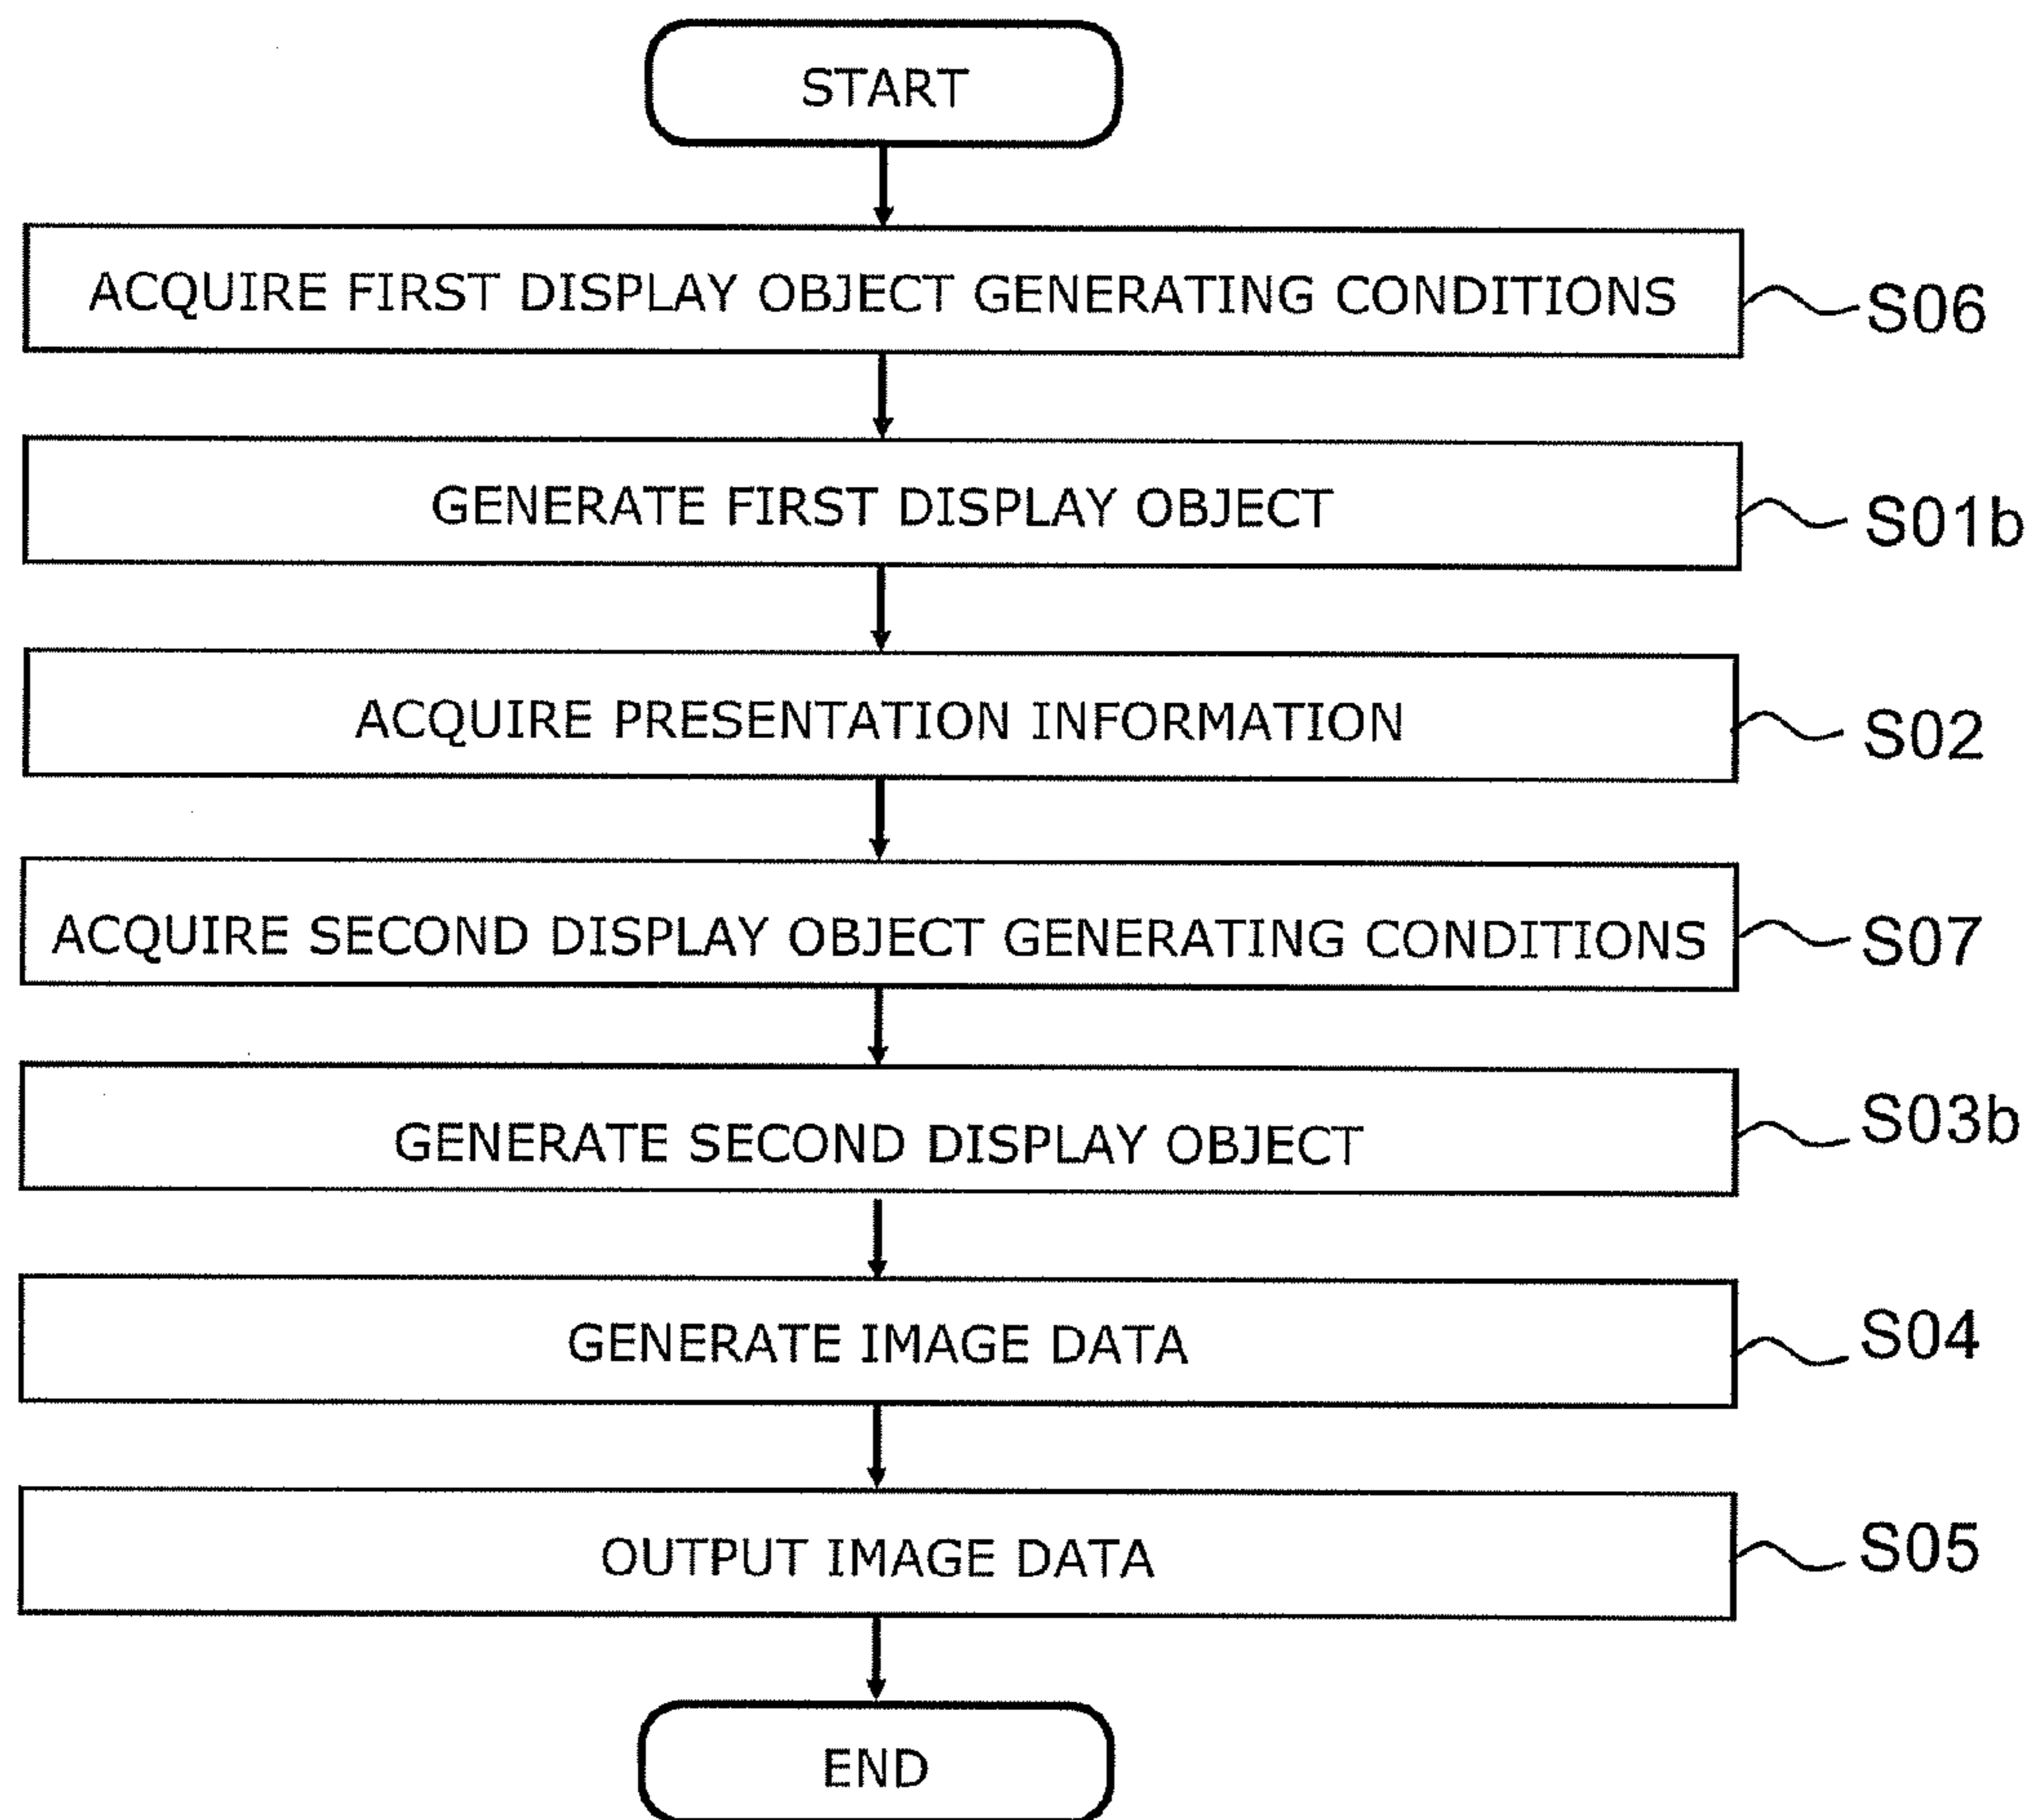 START
ACQUIRE FIRST DISPLAY OBJECT GENERATING CONDITIONS
S06
GENERATE FIRST DISPLAY OBJECT
S01b
ACQUIRE PRESENTATION INFORMATION
S02
ACQUIRE SECOND DISPLAY OBJECT GENERATING CONDITIONS
S07
GENERATE SECOND DISPLAY OBJECT
S03b
GENERATE IMAGE DATA
S04
OUTPUT IMAGE DATA
S05
END